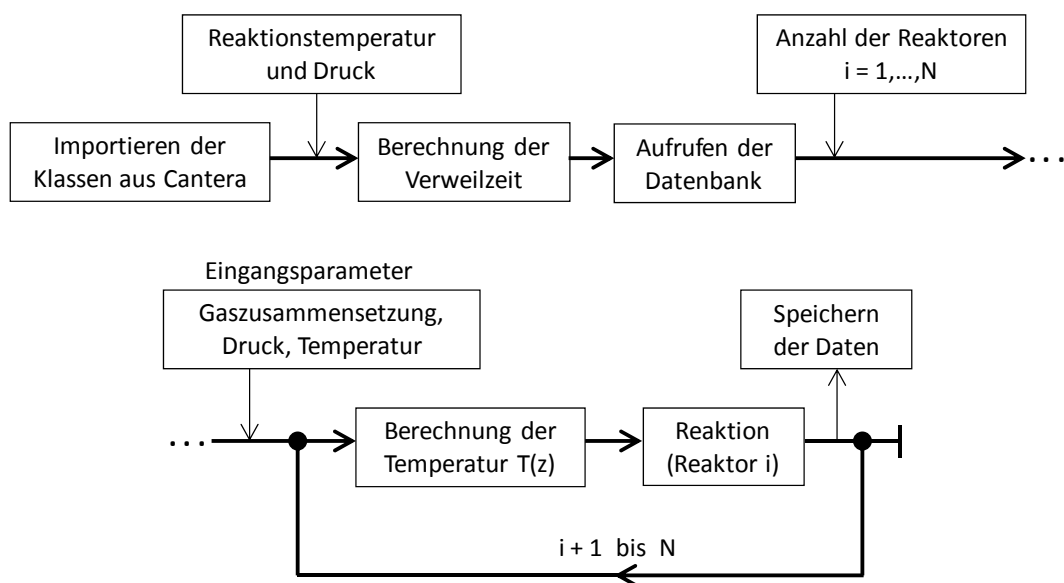 Reaktionstemperatur
und Druck
Anzahl der Reaktoren
i = 1,...,N
Importieren der
Klassen aus Cantera
Berechnung der
Verweilzeit
Aufrufen der
Datenbank
...
Eingangsparameter
Gaszusammensetzung,
Druck, Temperatur
Speichern
der Daten
...
Berechnung der
Temperatur T(z)
Reaktion
(Reaktor i)
i + 1 bis N